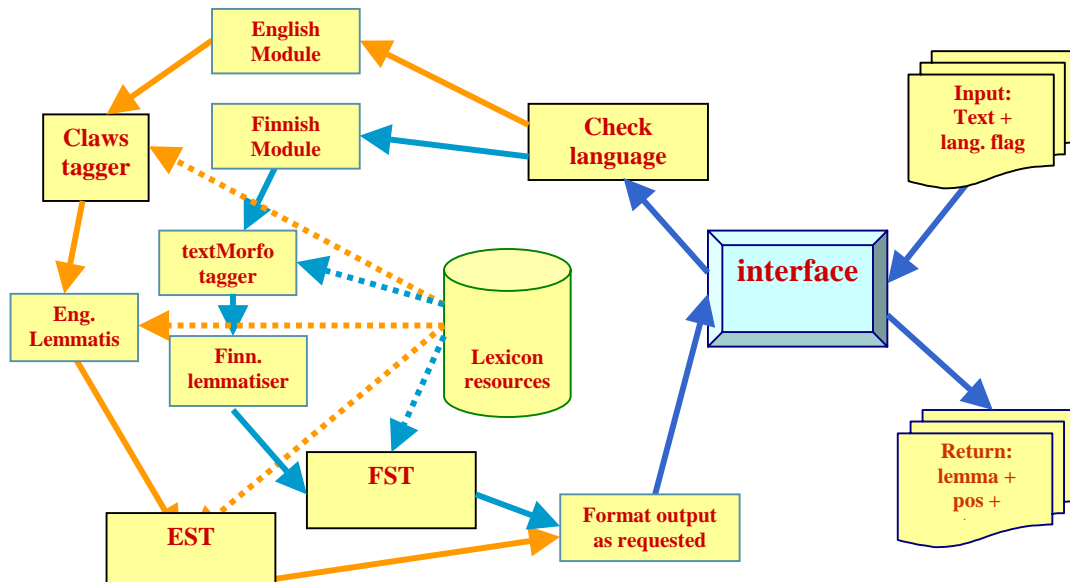 English
Module
Input:
Text +
lang. flag
Claws
tagger
Finnish
Module
Check
language
textMorfo
tagger
interface
Eng.
Lemmatis
Finn.
lemmatiser
Lexicon
resources
Return:
lemma +
pos +
FST
Format output
as requested
EST